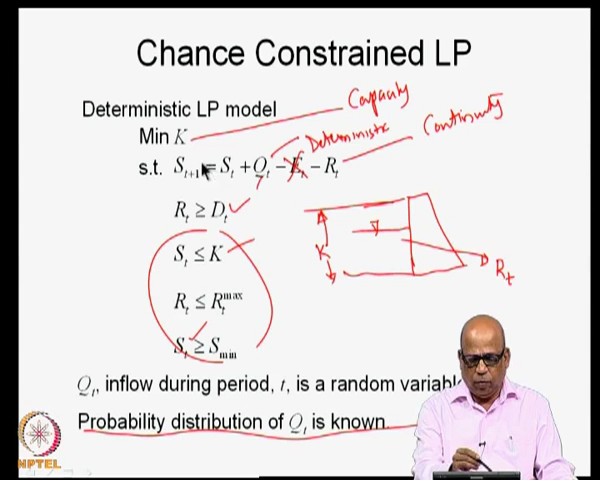 Chance Constrained LP
Capacity
Deterministic LP model
Min K
Deterministic
Continuity
s.t. S_{t+1} = S_t + Q_t − E_t − R_t
R_t ≥ D_t
S_t ≤ K
K
R_t ≤ R_t^{max}
R_t
S_t ≥ S_{min}
Q_t, inflow during period, t, is a random variable
Probability distribution of Q_t is known
NPTEL